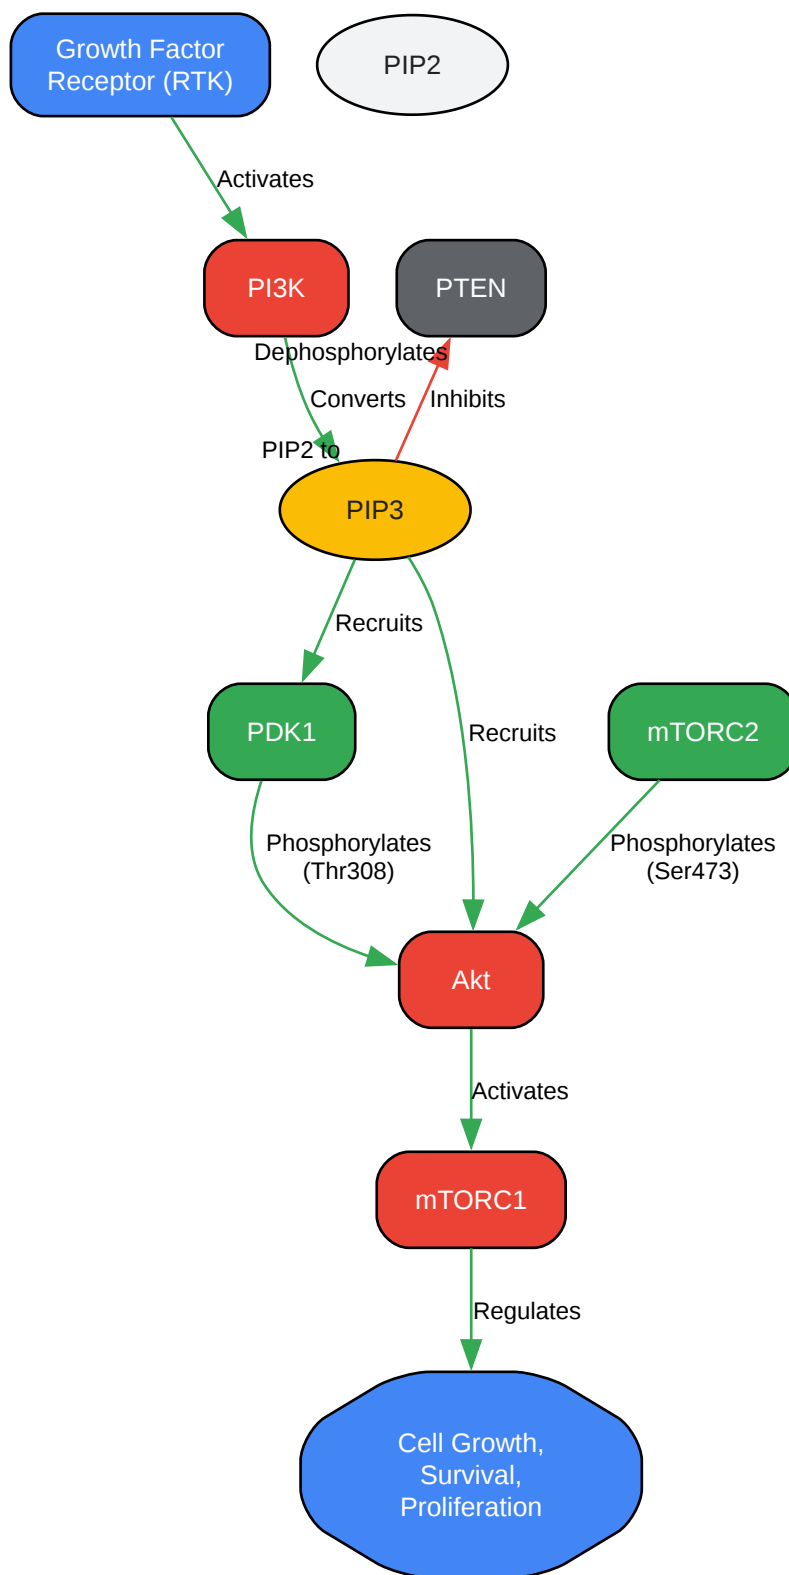 Growth Factor
Receptor (RTK)
PIP2
Activates
PI3K
PTEN
Dephosphorylates
Converts
Inhibits
PIP2 to
PIP3
Recruits
PDK1
Recruits
mTORC2
Phosphorylates
(Thr308)
Phosphorylates
(Ser473)
Akt
Activates
mTORC1
Regulates
Cell Growth,
Survival,
Proliferation